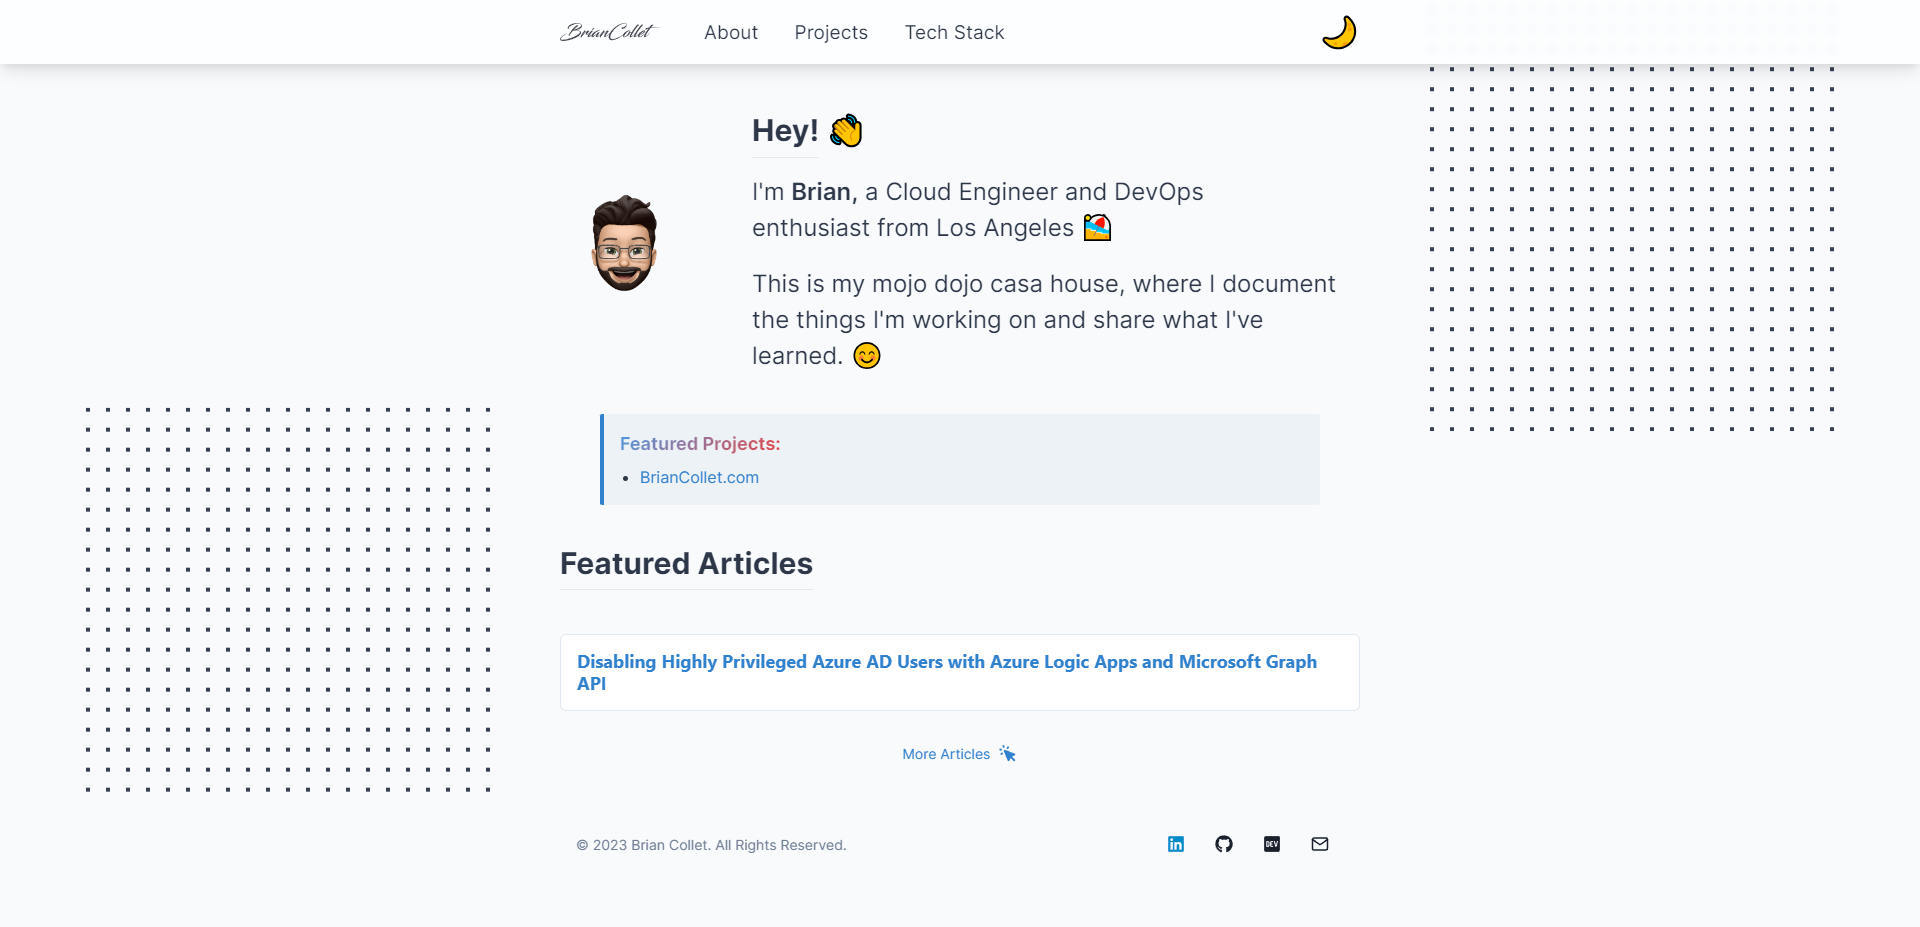 BrianCollet
About
Projects
Tech Stack
Hey! 👋
I'm Brian, a Cloud Engineer and DevOps
enthusiast from Los Angeles 🏖
This is my mojo dojo casa house, where I document
the things I'm working on and share what I've
learned. 😊
Featured Projects:
• BrianCollet.com
Featured Articles
Disabling Highly Privileged Azure AD Users with Azure Logic Apps and Microsoft Graph
API
More Articles
© 2023 Brian Collet. All Rights Reserved.
in
DEV